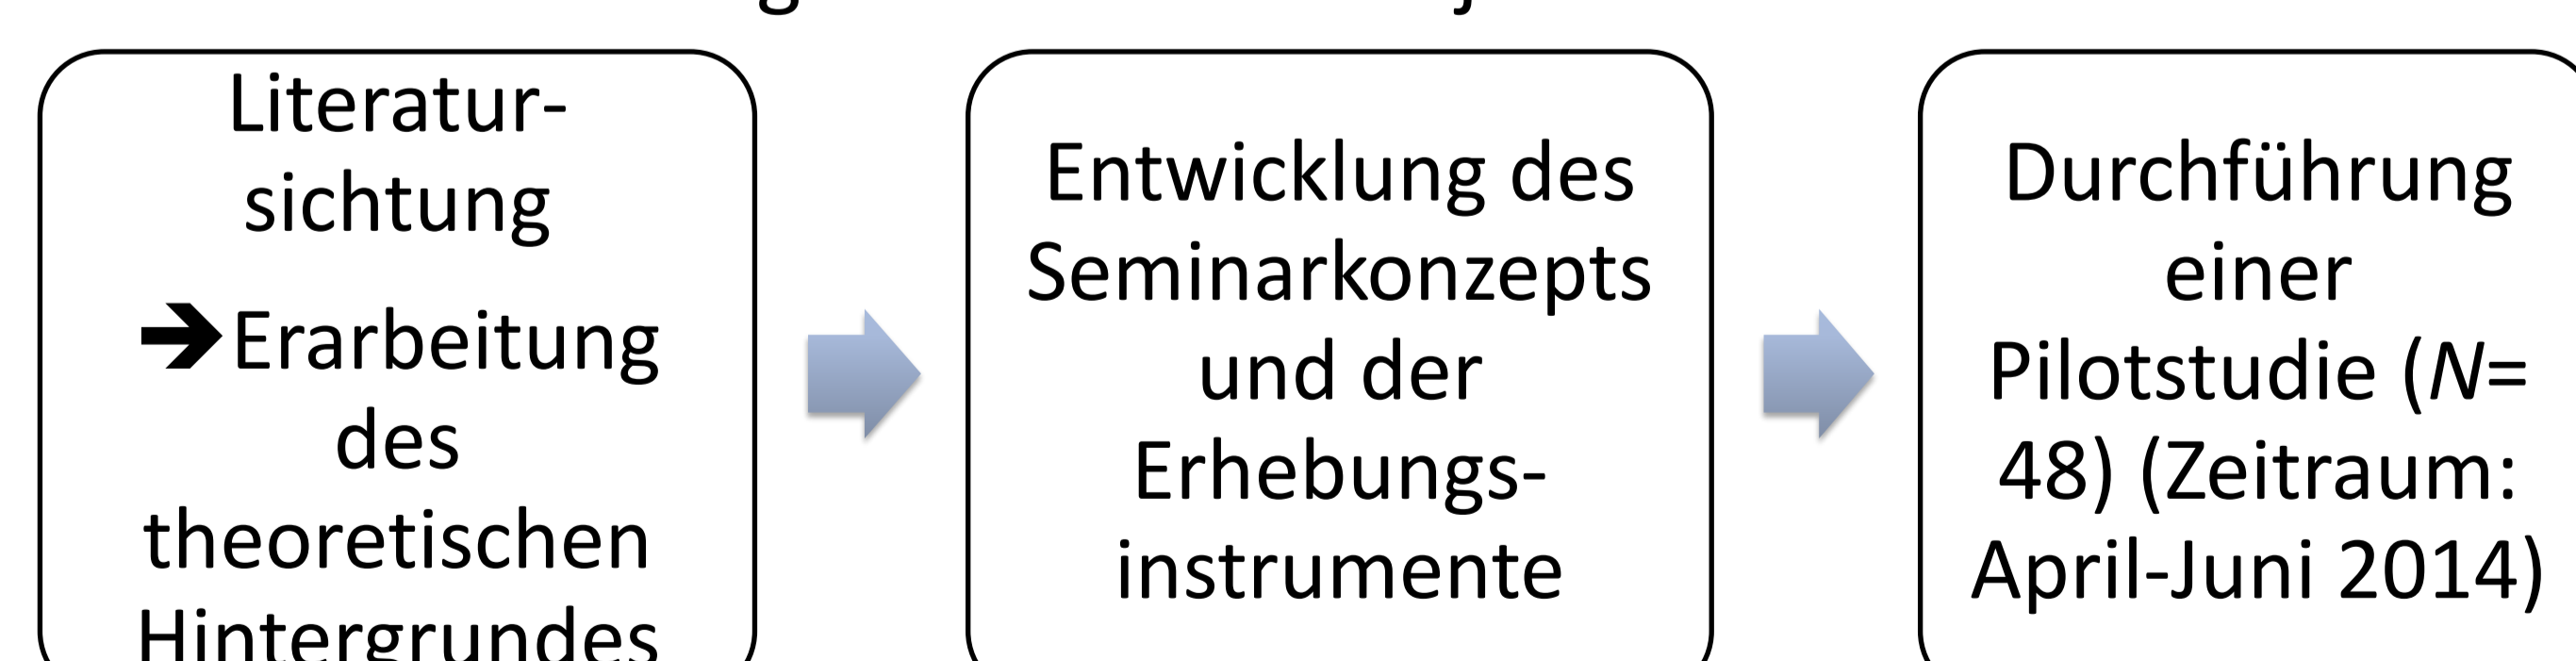 Literatur-
sichtung
➔Erarbeitung
des
theoretischen
Hintergrundes
Entwicklung des
Seminarkonzepts
und der
Erhebungs-
instrumente
Durchführung
einer
Pilotstudie (N=
48) (Zeitraum:
April-Juni 2014)